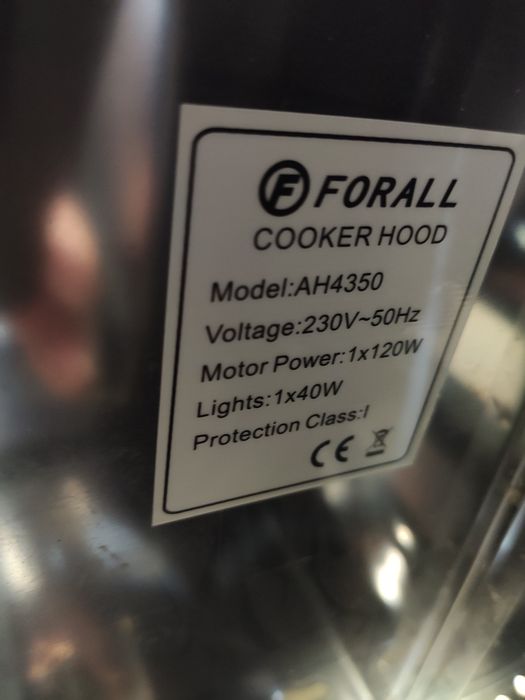 F FORALL
COOKER HOOD
Model:AH4350
Voltage:230V~50Hz
Motor Power:1x120W
Lights:1x40W
Protection Class:I
CE